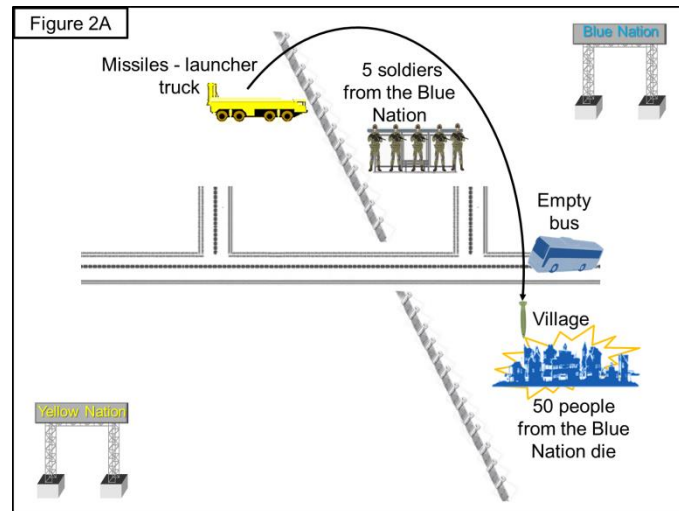 Figure 2A
Blue Nation
Missiles - launcher
truck
5 soldiers
from the Blue
Nation
Empty
bus
Village
50 people
from the Blue
Nation die
Yellow Nation